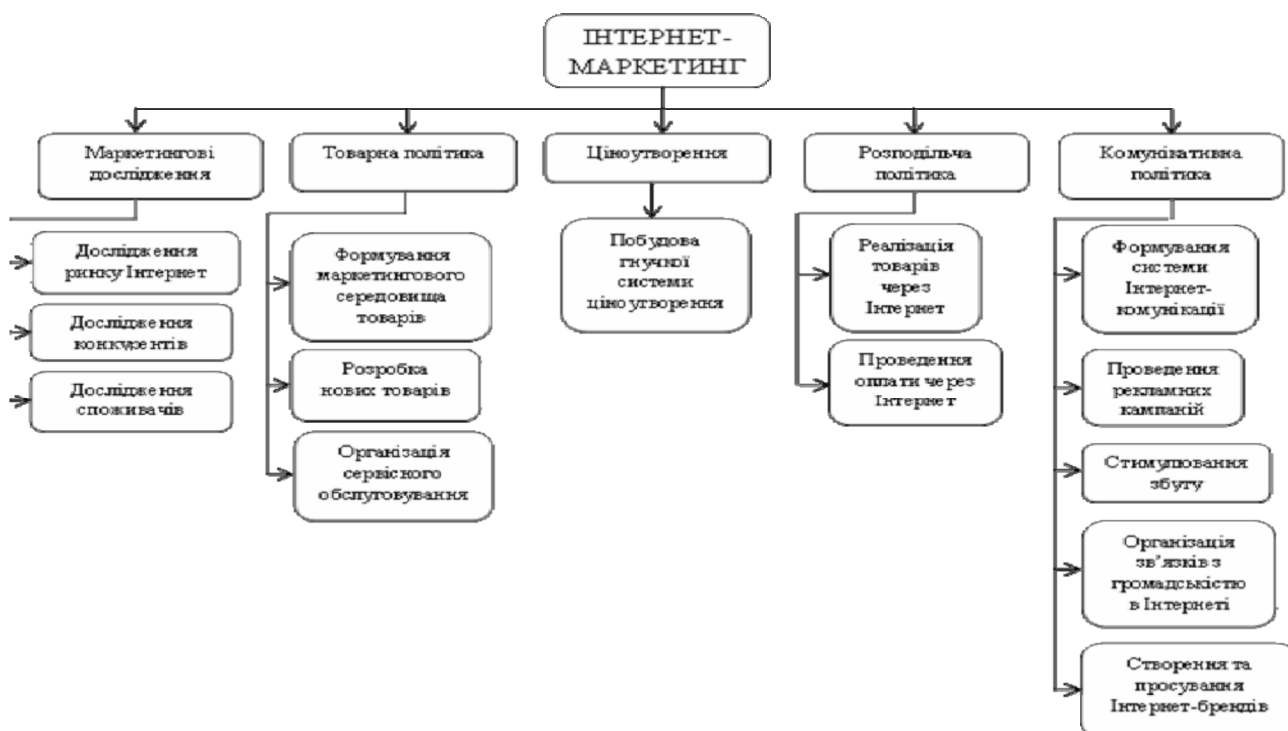 ІНТЕРНЕТ-
МАРКЕТИНГ
Маркетингові
дослідження
Товарна політика
Ціноутворення
Розподільча
політика
Комунікативна
політика
Дослідження
ринку Інтернет
Дослідження
конкурентів
Дослідження
споживачів
Формування
маркетингового
середовища
товарів
Розробка
нових товарів
Організація
сервісного
обслуговування
Побудова
гнучкої
системи
ціноутворення
Реалізація
товарів
через
Інтернет
Проведення
оплати через
Інтернет
Формування
системи
Інтернет-
комунікації
Проведення
рекламних
кампаній
Стимулювання
збуту
Організація
зв’язків з
громадськістю
в Інтернеті
Створення та
просування
Інтернет-брендів